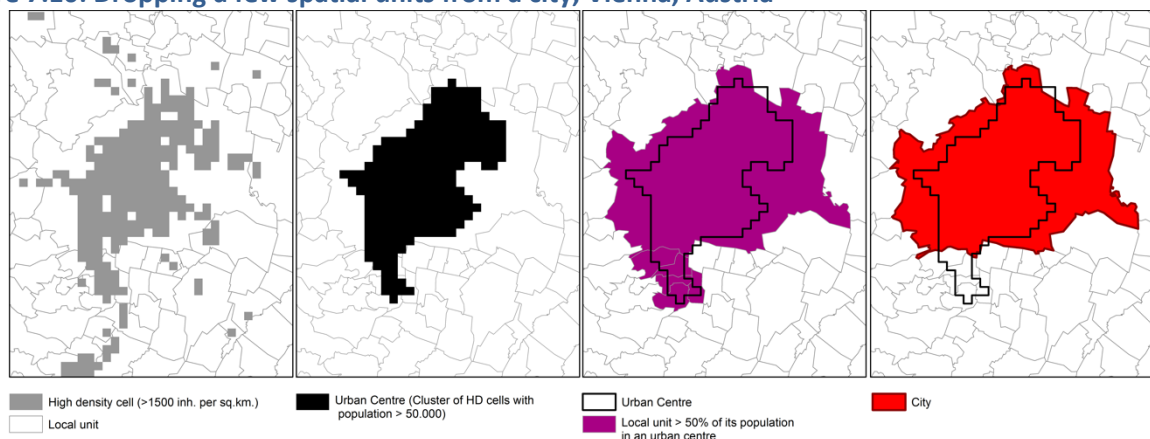 7.10: Dropping a few spatial units from a city, Vienna, Austria
High density cell (>1500 inh. per sq.km.)
Local unit
Urban Centre (Cluster of HD cells with
population > 50.000)
Urban Centre
Local unit > 50% of its population
in an urban centre
City